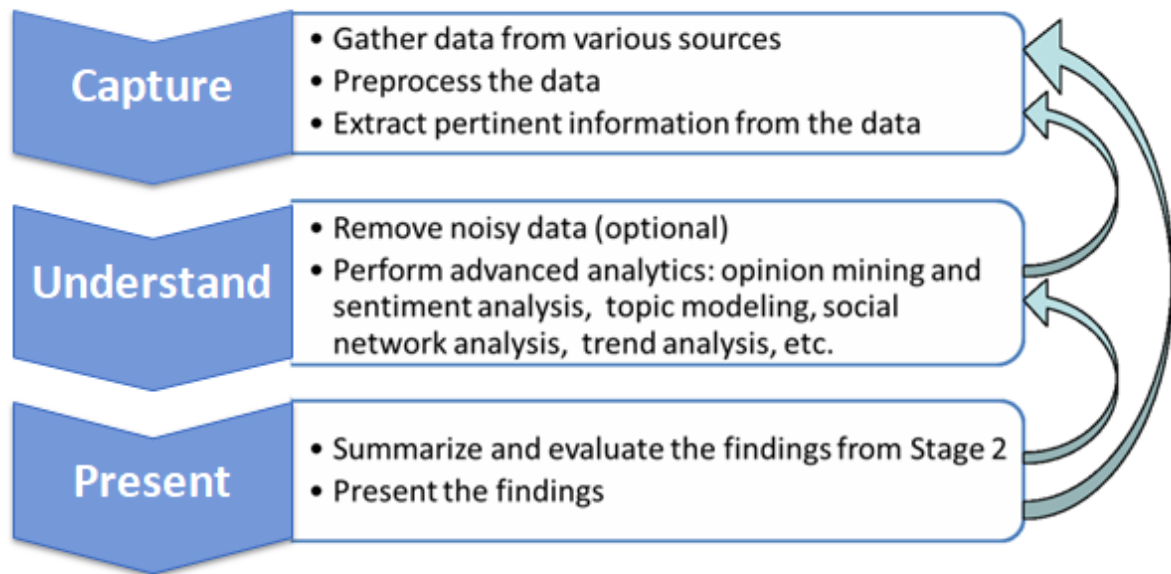 Capture
• Gather data from various sources
• Preprocess the data
• Extract pertinent information from the data
Understand
• Remove noisy data (optional)
• Perform advanced analytics: opinion mining and
sentiment analysis, topic modeling, social
network analysis, trend analysis, etc.
Present
• Summarize and evaluate the findings from Stage 2
• Present the findings